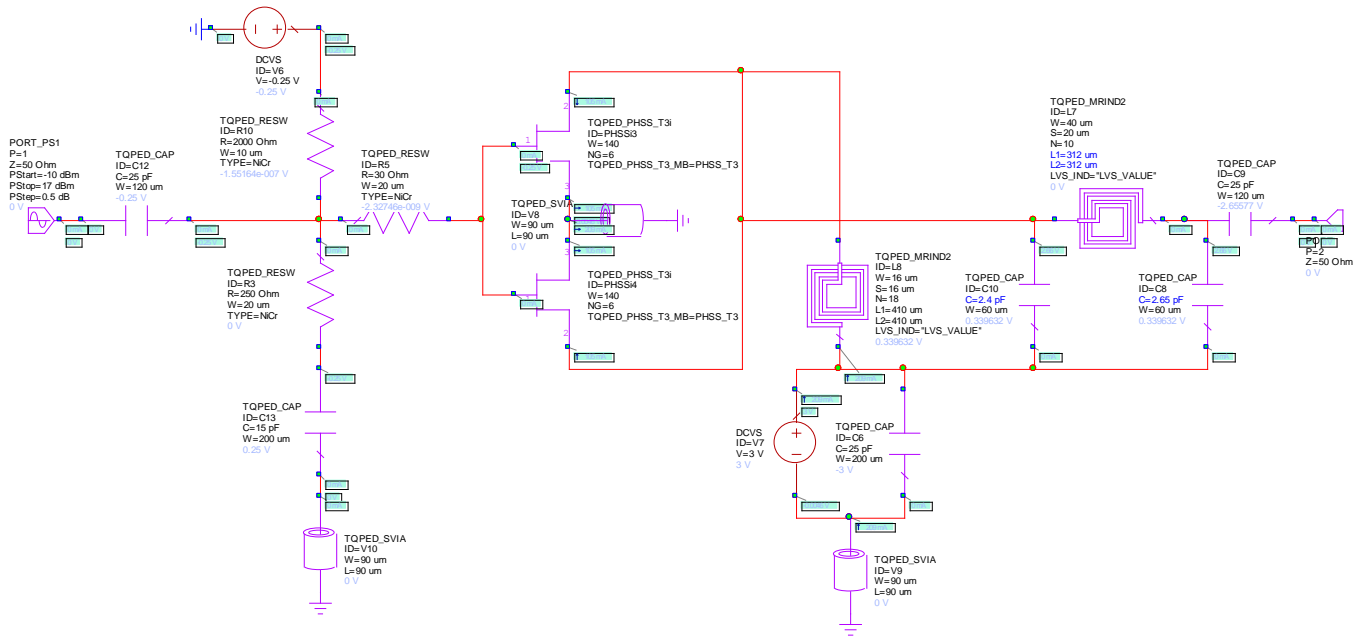 DCVS
ID=V6
V=-0.25 V
-0.25 V
PORT_PS1
P=1
Z=50 Ohm
PStart=-10 dBm
PStop=17 dBm
PStep=0.5 dB
0 V
TQPED_CAP
ID=C12
C=25 pF
W=120 um
-0.25 V
TQPED_RESW
ID=R10
R=2000 Ohm
W=10 um
TYPE=NiCr
-1.55164e-007 V
TQPED_RESW
ID=R5
R=30 Ohm
W=20 um
TYPE=NiCr
-2.32746e-009 V
TQPED_RESW
ID=R3
R=250 Ohm
W=20 um
TYPE=NiCr
0 V
TQPED_CAP
ID=C13
C=15 pF
W=200 um
0.25 V
TQPED_SVIA
ID=V10
W=90 um
L=90 um
0 V
2
1
3
TQPED_PHSS_T3i
ID=PHSSi3
W=140
NG=6
TQPED_PHSS_T3_MB=PHSS_T3
TQPED_SVIA
ID=V8
W=90 um
L=90 um
0 V
3
2
TQPED_PHSS_T3i
ID=PHSSi4
W=140
NG=6
TQPED_PHSS_T3_MB=PHSS_T3
TQPED_MRIND2
ID=L8
W=16 um
S=16 um
N=18
L1=410 um
L2=410 um
LVS_IND="LVS_VALUE"
0.339632 V
TQPED_MRIND2
ID=L7
W=40 um
S=20 um
N=10
L1=312 um
L2=312 um
LVS_IND="LVS_VALUE"
0 V
TQPED_CAP
ID=C9
C=25 pF
W=120 um
-2.65577 V
TQPED_CAP
ID=C10
C=2.4 pF
W=60 um
0.339632 V
TQPED_CAP
ID=C8
C=2.65 pF
W=60 um
0.339632 V
P=2
Z=50 Ohm
0 V
DCVS
ID=V7
V=3 V
3 V
TQPED_CAP
ID=C6
C=25 pF
W=200 um
-3 V
TQPED_SVIA
ID=V9
W=90 um
L=90 um
0 V